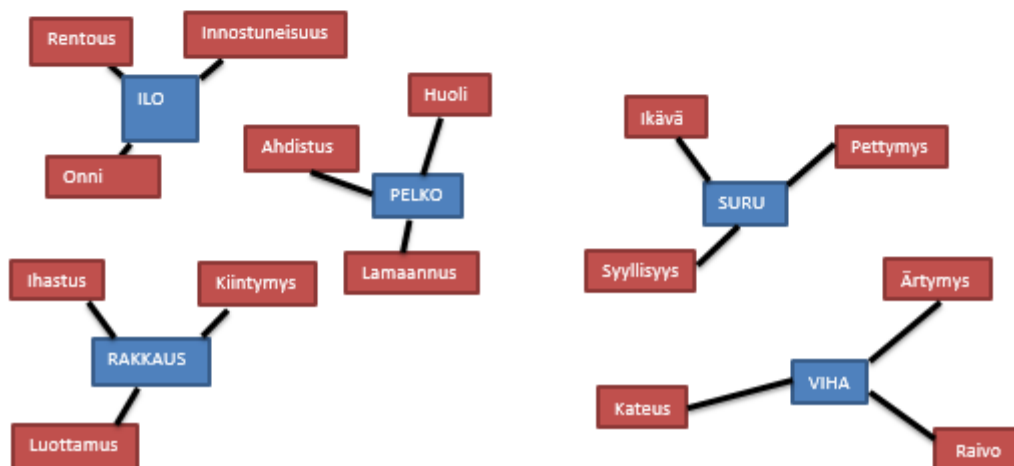 Rentous
Innostuneisuus
ILO
Onni
Huoli
Ahdistus
PELKO
Lamaannus
Ikävä
Pettymys
SURU
Syyllisyys
Ihastus
Kiintymys
RAKKAUS
Luottamus
Ärtymys
VIHA
Kateus
Raivo